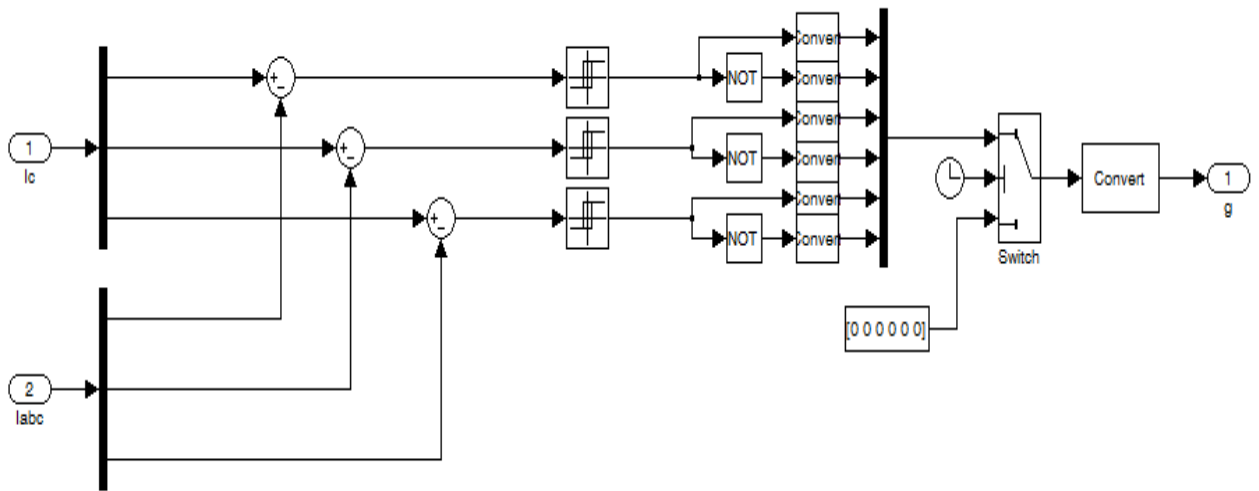 Conver
NOT
Conver
1
Ic
Conver
NOT
Conver
Conver
NOT
Conver
Convert
1
g
Switch
[0 0 0 0 0 0]
2
Iabc